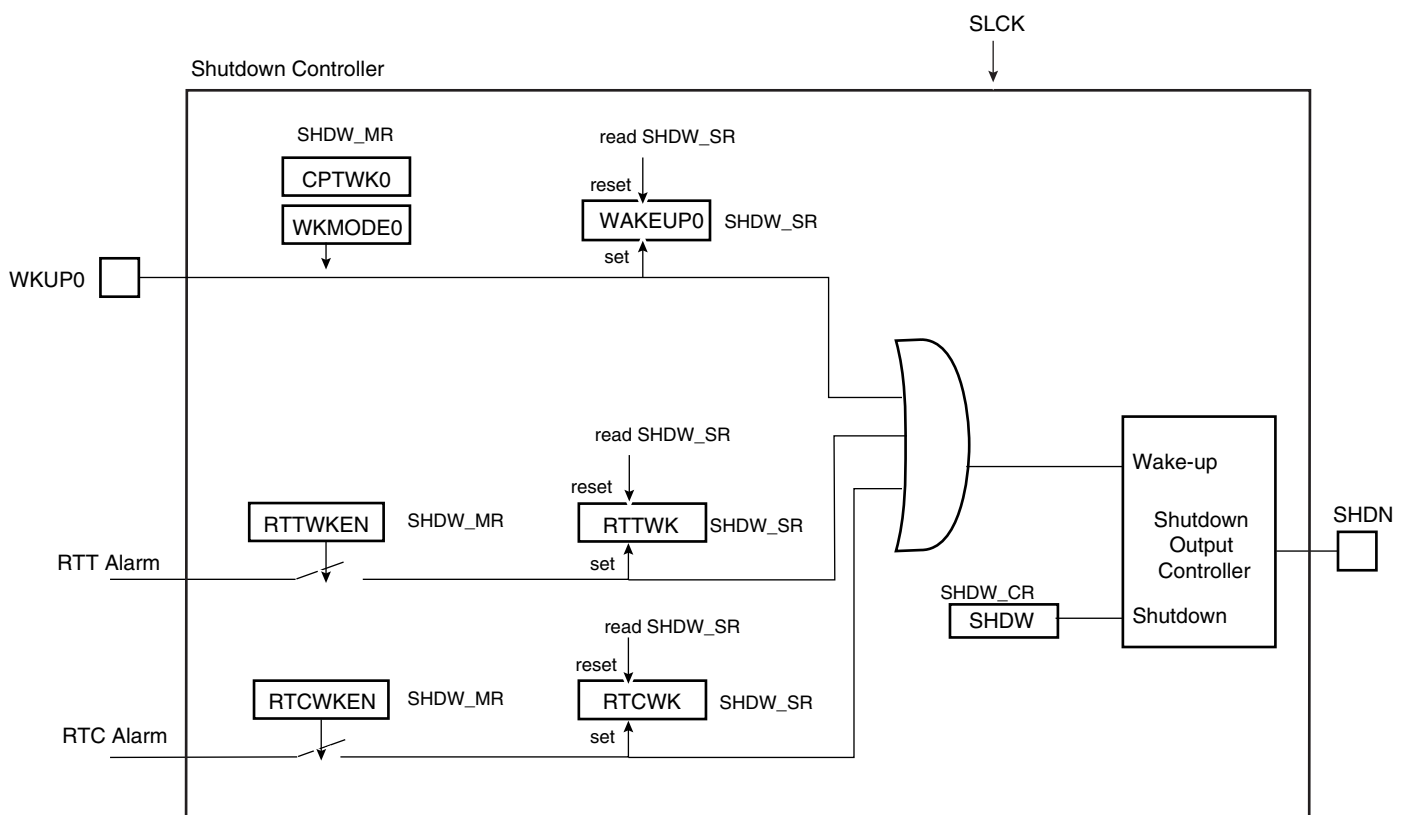 SLCK
Shutdown Controller
SHDW_MR
CPTWK0
WKMODE0
read SHDW_SR
reset
WAKEUP0
SHDW_SR
set
WKUP0
read SHDW_SR
reset
RTTWKEN
SHDW_MR
RTTWK
SHDW_SR
set
RTT Alarm
Wake-up
Shutdown
Output
Controller
SHDN
SHDW_CR
SHDW
Shutdown
read SHDW_SR
reset
RTCWKEN
SHDW_MR
RTCWK
SHDW_SR
set
RTC Alarm